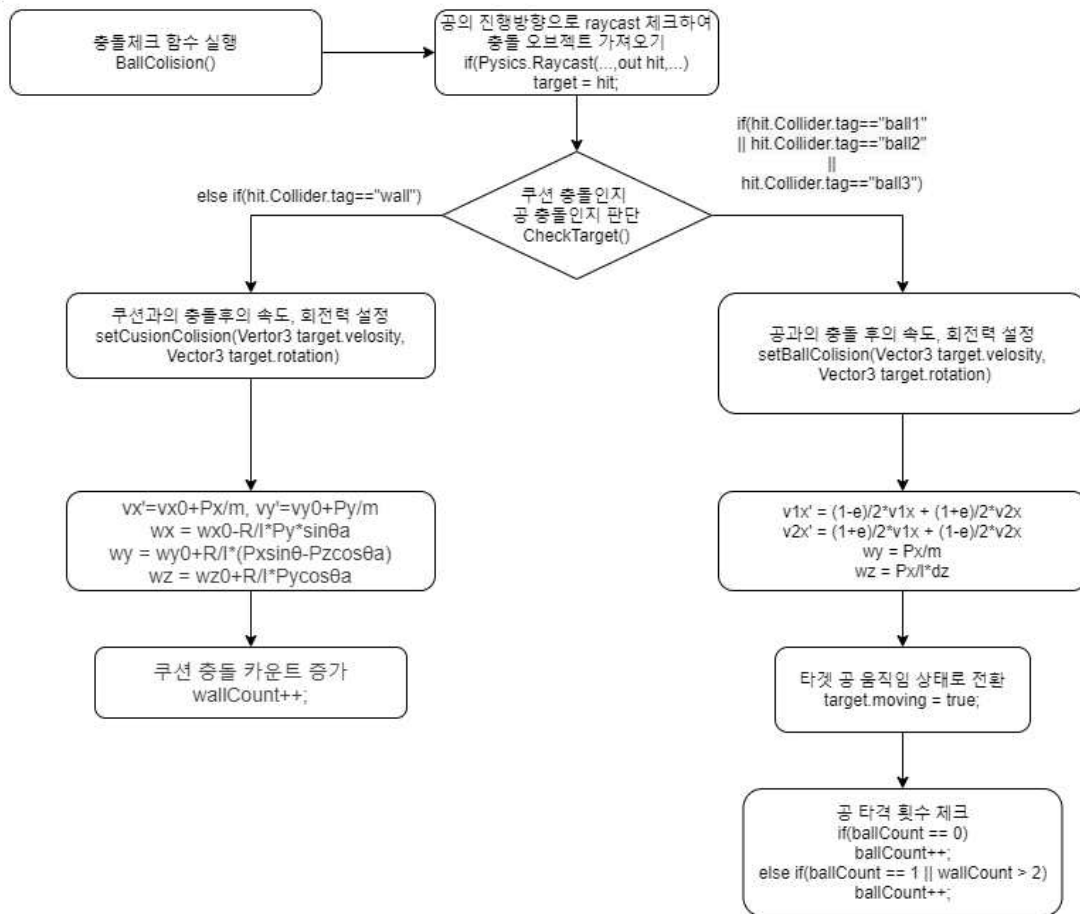 충돌체크 함수 실행
BallColision()
공의 진행방향으로 raycast 체크하여
충돌 오브젝트 가져오기
if(Pysics.Raycast(...,out hit,...)
target = hit;
if(hit.Collider.tag=="ball1"
|| hit.Collider.tag=="ball2"
||
hit.Collider.tag=="ball3")
else if(hit.Collider.tag=="wall")
쿠션 충돌인지
공 충돌인지 판단
CheckTarget()
쿠션과의 충돌후의 속도, 회전력 설정
setCusionColision(Vertor3 target.velosity,
Vector3 target.rotation)
공과의 충돌 후의 속도, 회전력 설정
setBallColision(Vector3 target.velosity,
Vector3 target.rotation)
vx'=vx0+Px/m, vy'=vy0+Py/m
wx = wx0-R/I*Py*sinθa
wy = wy0+R/I*(Pxsinθ-Pzcosθa)
wz = wz0+R/I*Pycosθa
v1x' = (1-e)/2*v1x + (1+e)/2*v2x
v2x' = (1+e)/2*v1x + (1-e)/2*v2x
wy = Px/m
wz = Px/I*dz
쿠션 충돌 카운트 증가
wallCount++;
타겟 공 움직임 상태로 전환
target.moving = true;
공 타격 횟수 체크
if(ballCount == 0)
ballCount++;
else if(ballCount == 1 || wallCount > 2)
ballCount++;